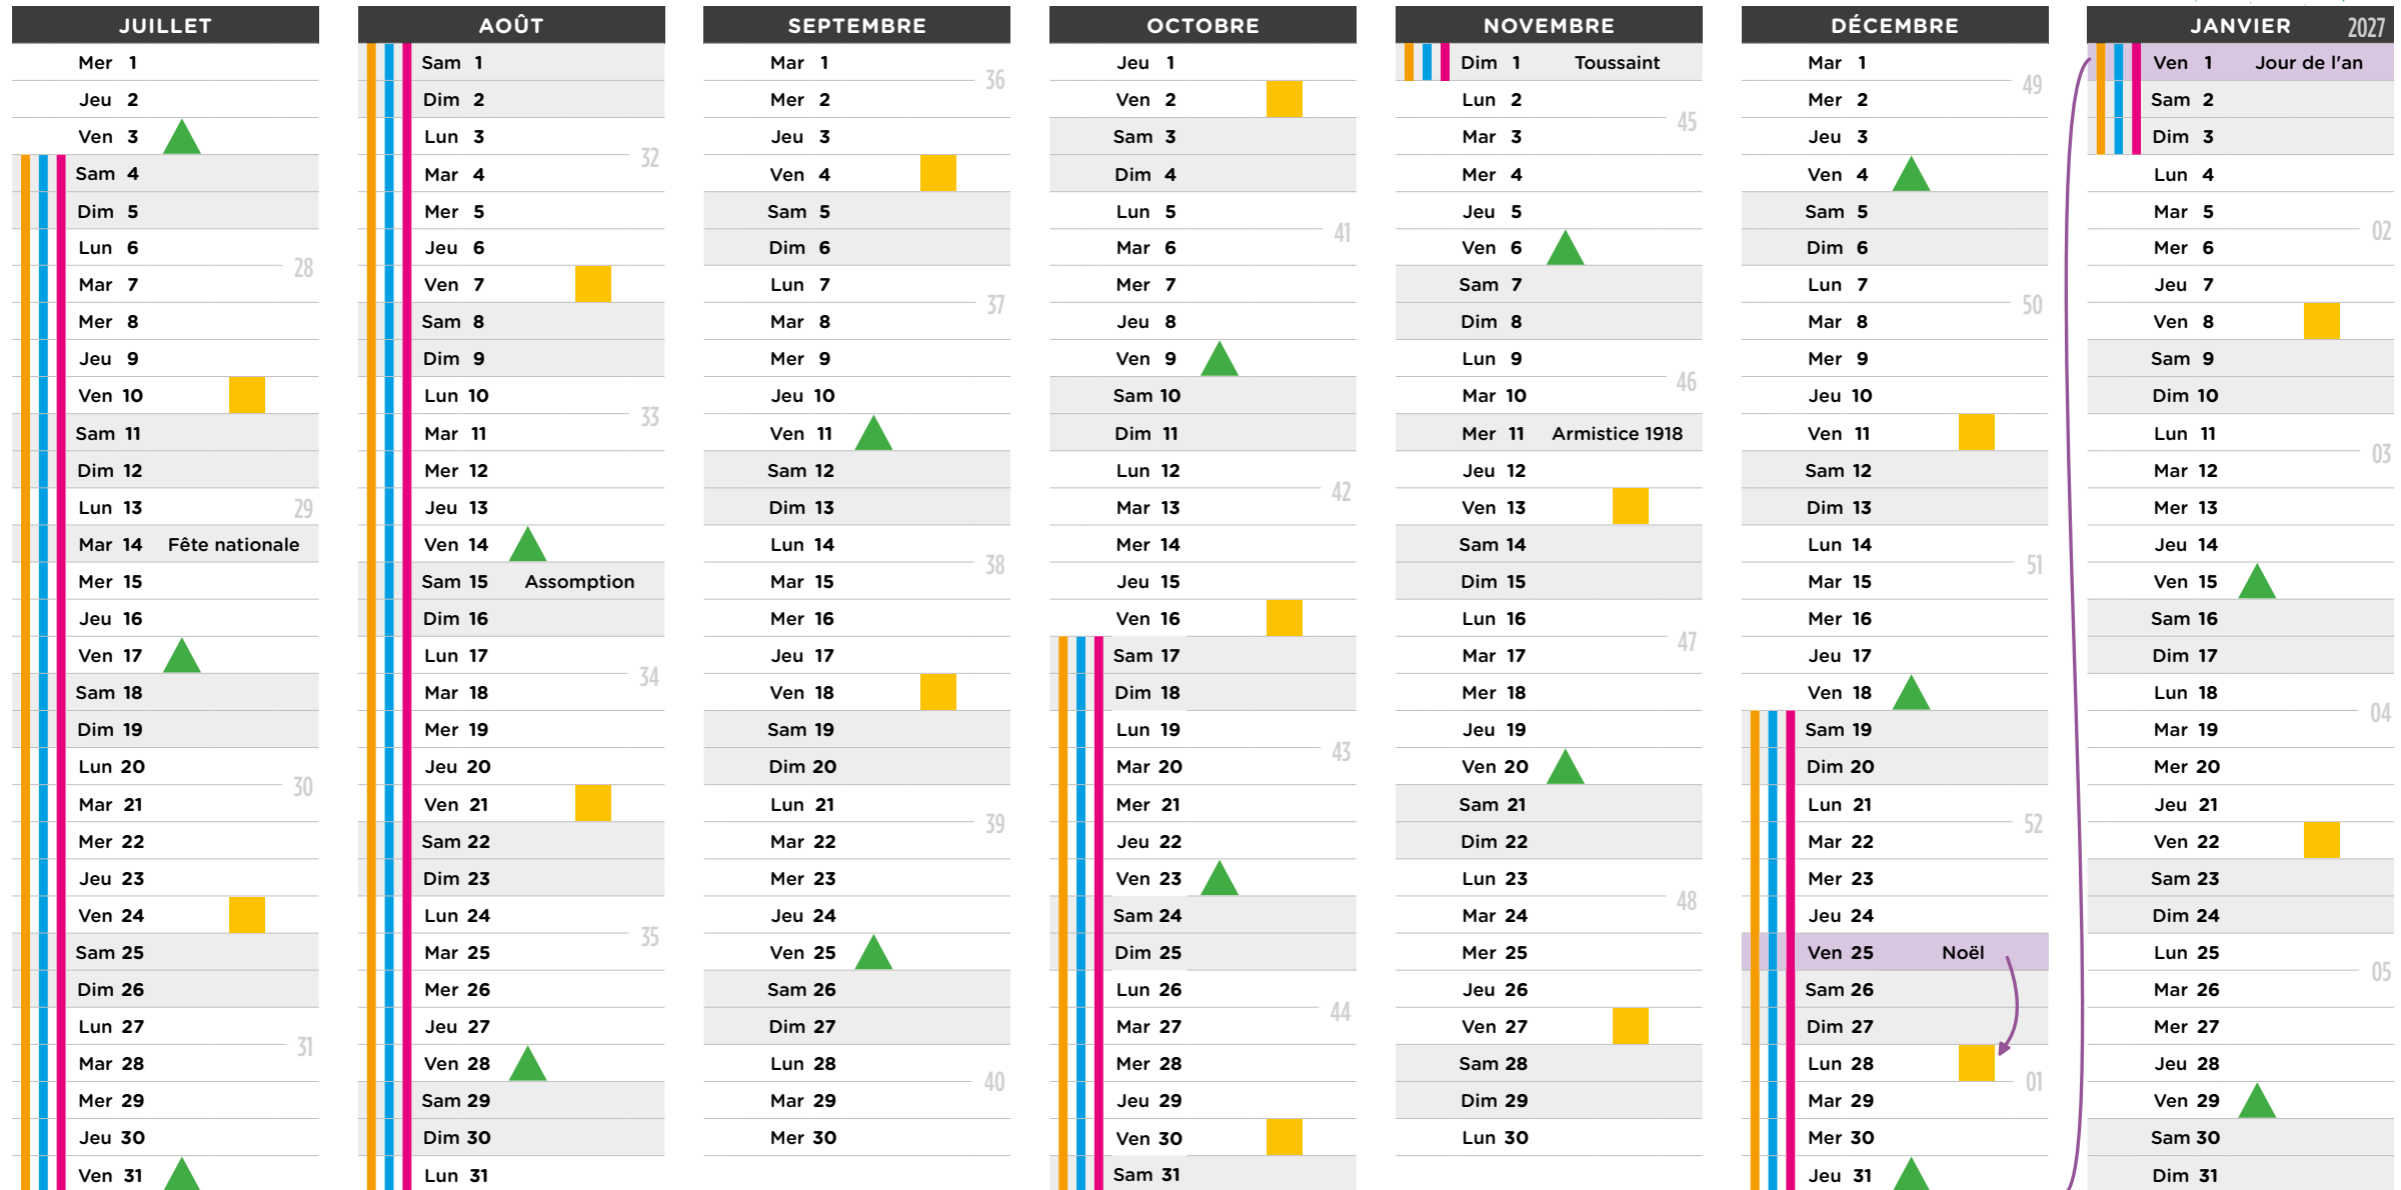 JUILLET
Mer 1
Jeu 2
Ven 3
Sam 4
Dim 5
Lun 6
28
Mar 7
Mer 8
Jeu 9
Ven 10
Sam 11
Dim 12
Lun 13 29
Mar 14 Fête nationale
Mer 15
Jeu 16
Ven 17
Sam 18
Dim 19
Lun 20
30
Mar 21
Mer 22
Jeu 23
Ven 24
Sam 25
Dim 26
Lun 27
31
Mar 28
Mer 29
Jeu 30
Ven 31
AOÛT
Sam 1
Dim 2
Lun 3
32
Mar 4
Mer 5
Jeu 6
Ven 7
Sam 8
Dim 9
Lun 10
33
Mar 11
Mer 12
Jeu 13
Ven 14
Sam 15 Assomption
Dim 16
Lun 17
34
Mar 18
Mer 19
Jeu 20
Ven 21
Sam 22
Dim 23
Lun 24
35
Mar 25
Mer 26
Jeu 27
Ven 28
Sam 29
Dim 30
Lun 31
SEPTEMBRE
Mar 1
36
Mer 2
Jeu 3
Ven 4
Sam 5
Dim 6
Lun 7
37
Mar 8
Mer 9
Jeu 10
Ven 11
Sam 12
Dim 13
Lun 14
38
Mar 15
Mer 16
Jeu 17
Ven 18
Sam 19
Dim 20
Lun 21
39
Mar 22
Mer 23
Jeu 24
Ven 25
Sam 26
Dim 27
Lun 28
40
Mar 29
Mer 30
OCTOBRE
Jeu 1
Ven 2
Sam 3
Dim 4
Lun 5
41
Mar 6
Mer 7
Jeu 8
Ven 9
Sam 10
Dim 11
Lun 12
42
Mar 13
Mer 14
Jeu 15
Ven 16
Sam 17
Dim 18
Lun 19
43
Mar 20
Mer 21
Jeu 22
Ven 23
Sam 24
Dim 25
Lun 26
44
Mar 27
Mer 28
Jeu 29
Ven 30
Sam 31
NOVEMBRE
Dim 1 Toussaint
Lun 2
45
Mar 3
Mer 4
Jeu 5
Ven 6
Sam 7
Dim 8
Lun 9
46
Mar 10
Mer 11 Armistice 1918
Jeu 12
Ven 13
Sam 14
Dim 15
Lun 16
47
Mar 17
Mer 18
Jeu 19
Ven 20
Sam 21
Dim 22
Lun 23
48
Mar 24
Mer 25
Jeu 26
Ven 27
Sam 28
Dim 29
Lun 30
DÉCEMBRE
Mar 1
49
Mer 2
Jeu 3
Ven 4
Sam 5
Dim 6
Lun 7
50
Mar 8
Mer 9
Jeu 10
Ven 11
Sam 12
Dim 13
Lun 14
51
Mar 15
Mer 16
Jeu 17
Ven 18
Sam 19
Dim 20
Lun 21
52
Mar 22
Mer 23
Jeu 24
Ven 25 Noël
Sam 26
Dim 27
Lun 28
01
Mar 29
Mer 30
Jeu 31
JANVIER 2027
Ven 1 Jour de l'an
Sam 2
Dim 3
Lun 4
Mar 5
02
Mer 6
Jeu 7
Ven 8
Sam 9
Dim 10
Lun 11
03
Mar 12
Mer 13
Jeu 14
Ven 15
Sam 16
Dim 17
Lun 18
04
Mar 19
Mer 20
Jeu 21
Ven 22
Sam 23
Dim 24
Lun 25
05
Mar 26
Mer 27
Jeu 28
Ven 29
Sam 30
Dim 31